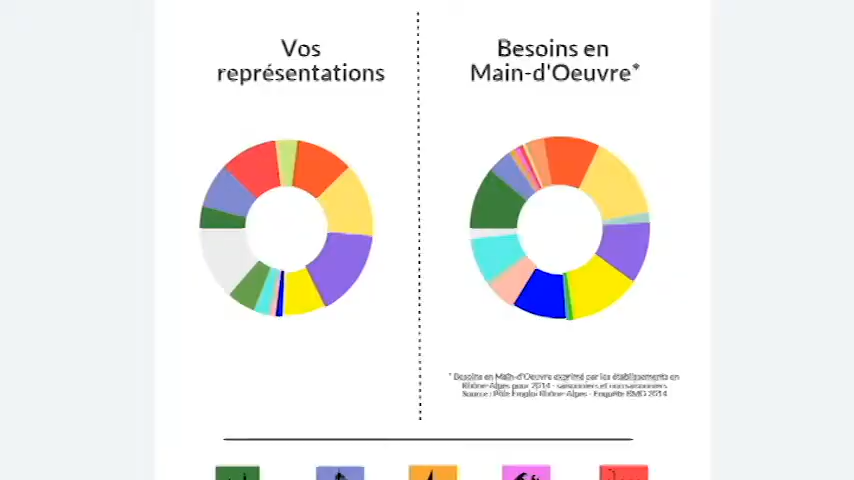 Vos
représentations
Besoins en
Main-d'Oeuvre*
* Besoins en Main-d'Oeuvre exprimé par les établissements en
Rhône-Alpes pour 2014 - saisonniers et non saisonniers
Source : Pôle Emploi Rhône-Alpes - Enquête BMO 2014